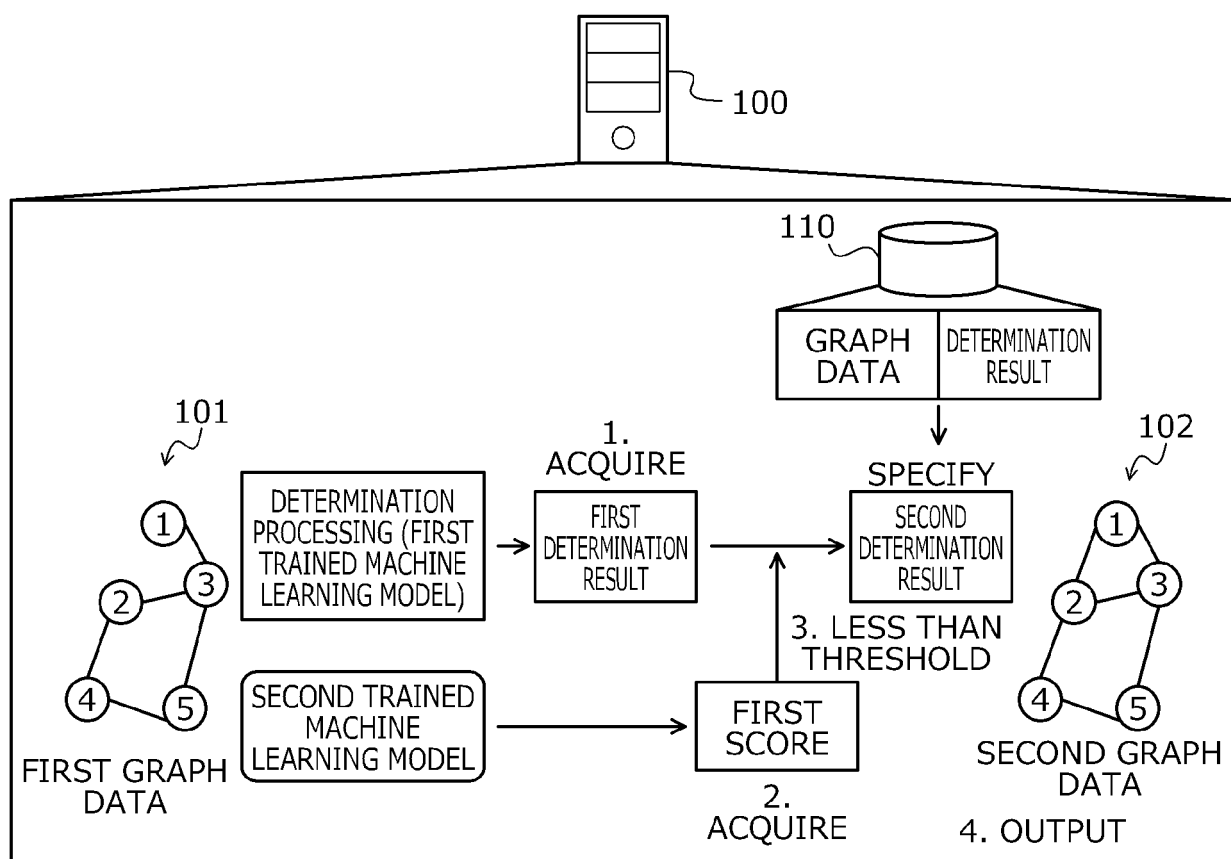 100
110
GRAPH
DATA
DETERMINATION
RESULT
101
1
2
3
4
5
FIRST GRAPH
DATA
DETERMINATION
PROCESSING (FIRST
TRAINED MACHINE
LEARNING MODEL)
SECOND TRAINED
MACHINE
LEARNING MODEL
1.
ACQUIRE
FIRST
DETERMINATION
RESULT
SPECIFY
SECOND
DETERMINATION
RESULT
3. LESS THAN
THRESHOLD
FIRST
SCORE
2.
ACQUIRE
102
1
2
3
4
5
SECOND GRAPH
DATA
4. OUTPUT